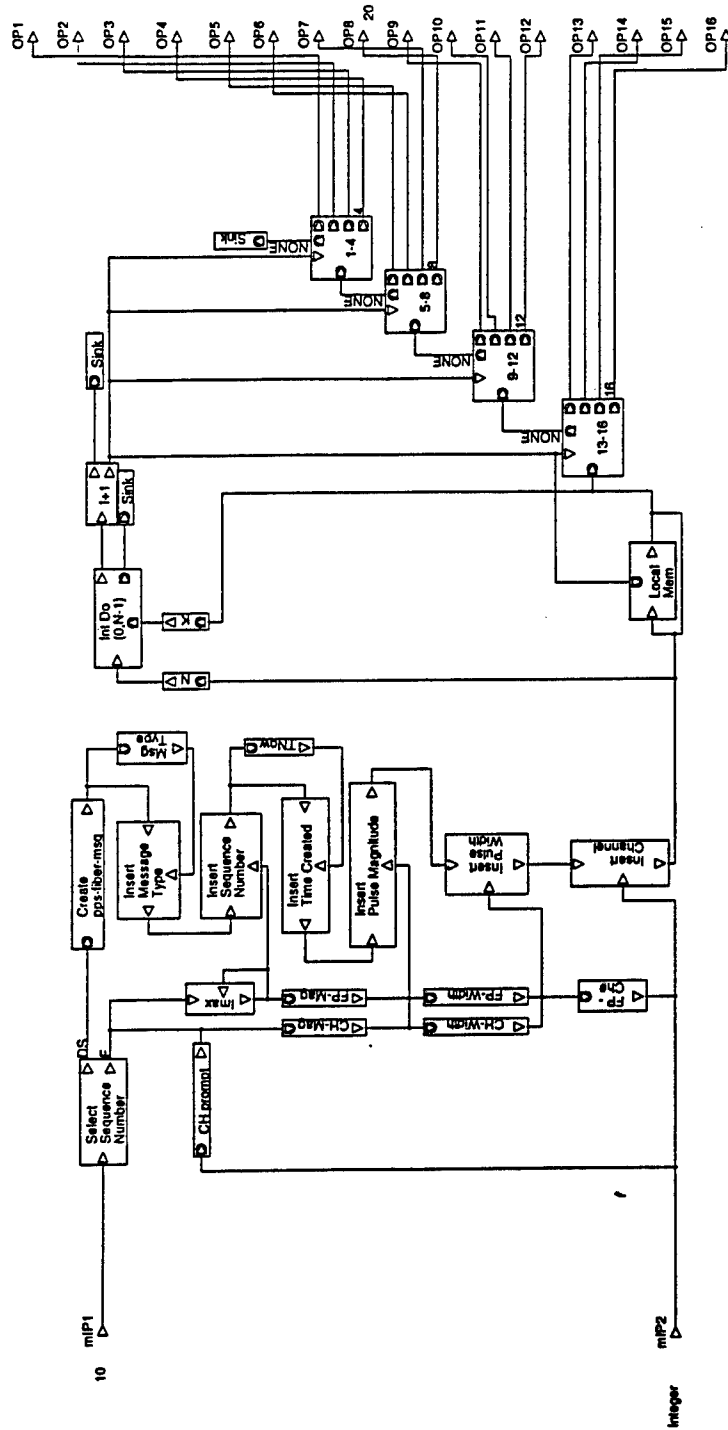 OP1
OP2
OP3
OP4
OP5
OP6
OP7
20
OP8
OP9
OP10
OP11
OP12
OP13
OP14
OP15
OP16
Sink
NONE
1-4
4
NONE
5-8
8
NONE
9-12
12
NONE
13-16
16
Sink
I+1
Sink
Int Do
(0,N-1)
K
N
Local
Mem
Create
pps-fiber-msg
Msg
Type
Insert
Message
Type
Insert
Sequence
Number
TNow
Insert
Time Created
Insert
Pulse Magnitude
Insert
Pulse
Width
Insert
Channel
Imax
FP-Mag
CH-Mag
FP-Width
CH-Width
DS
Select
Sequence
Number
CH prompt
mIP1
10
mIP2
Integer